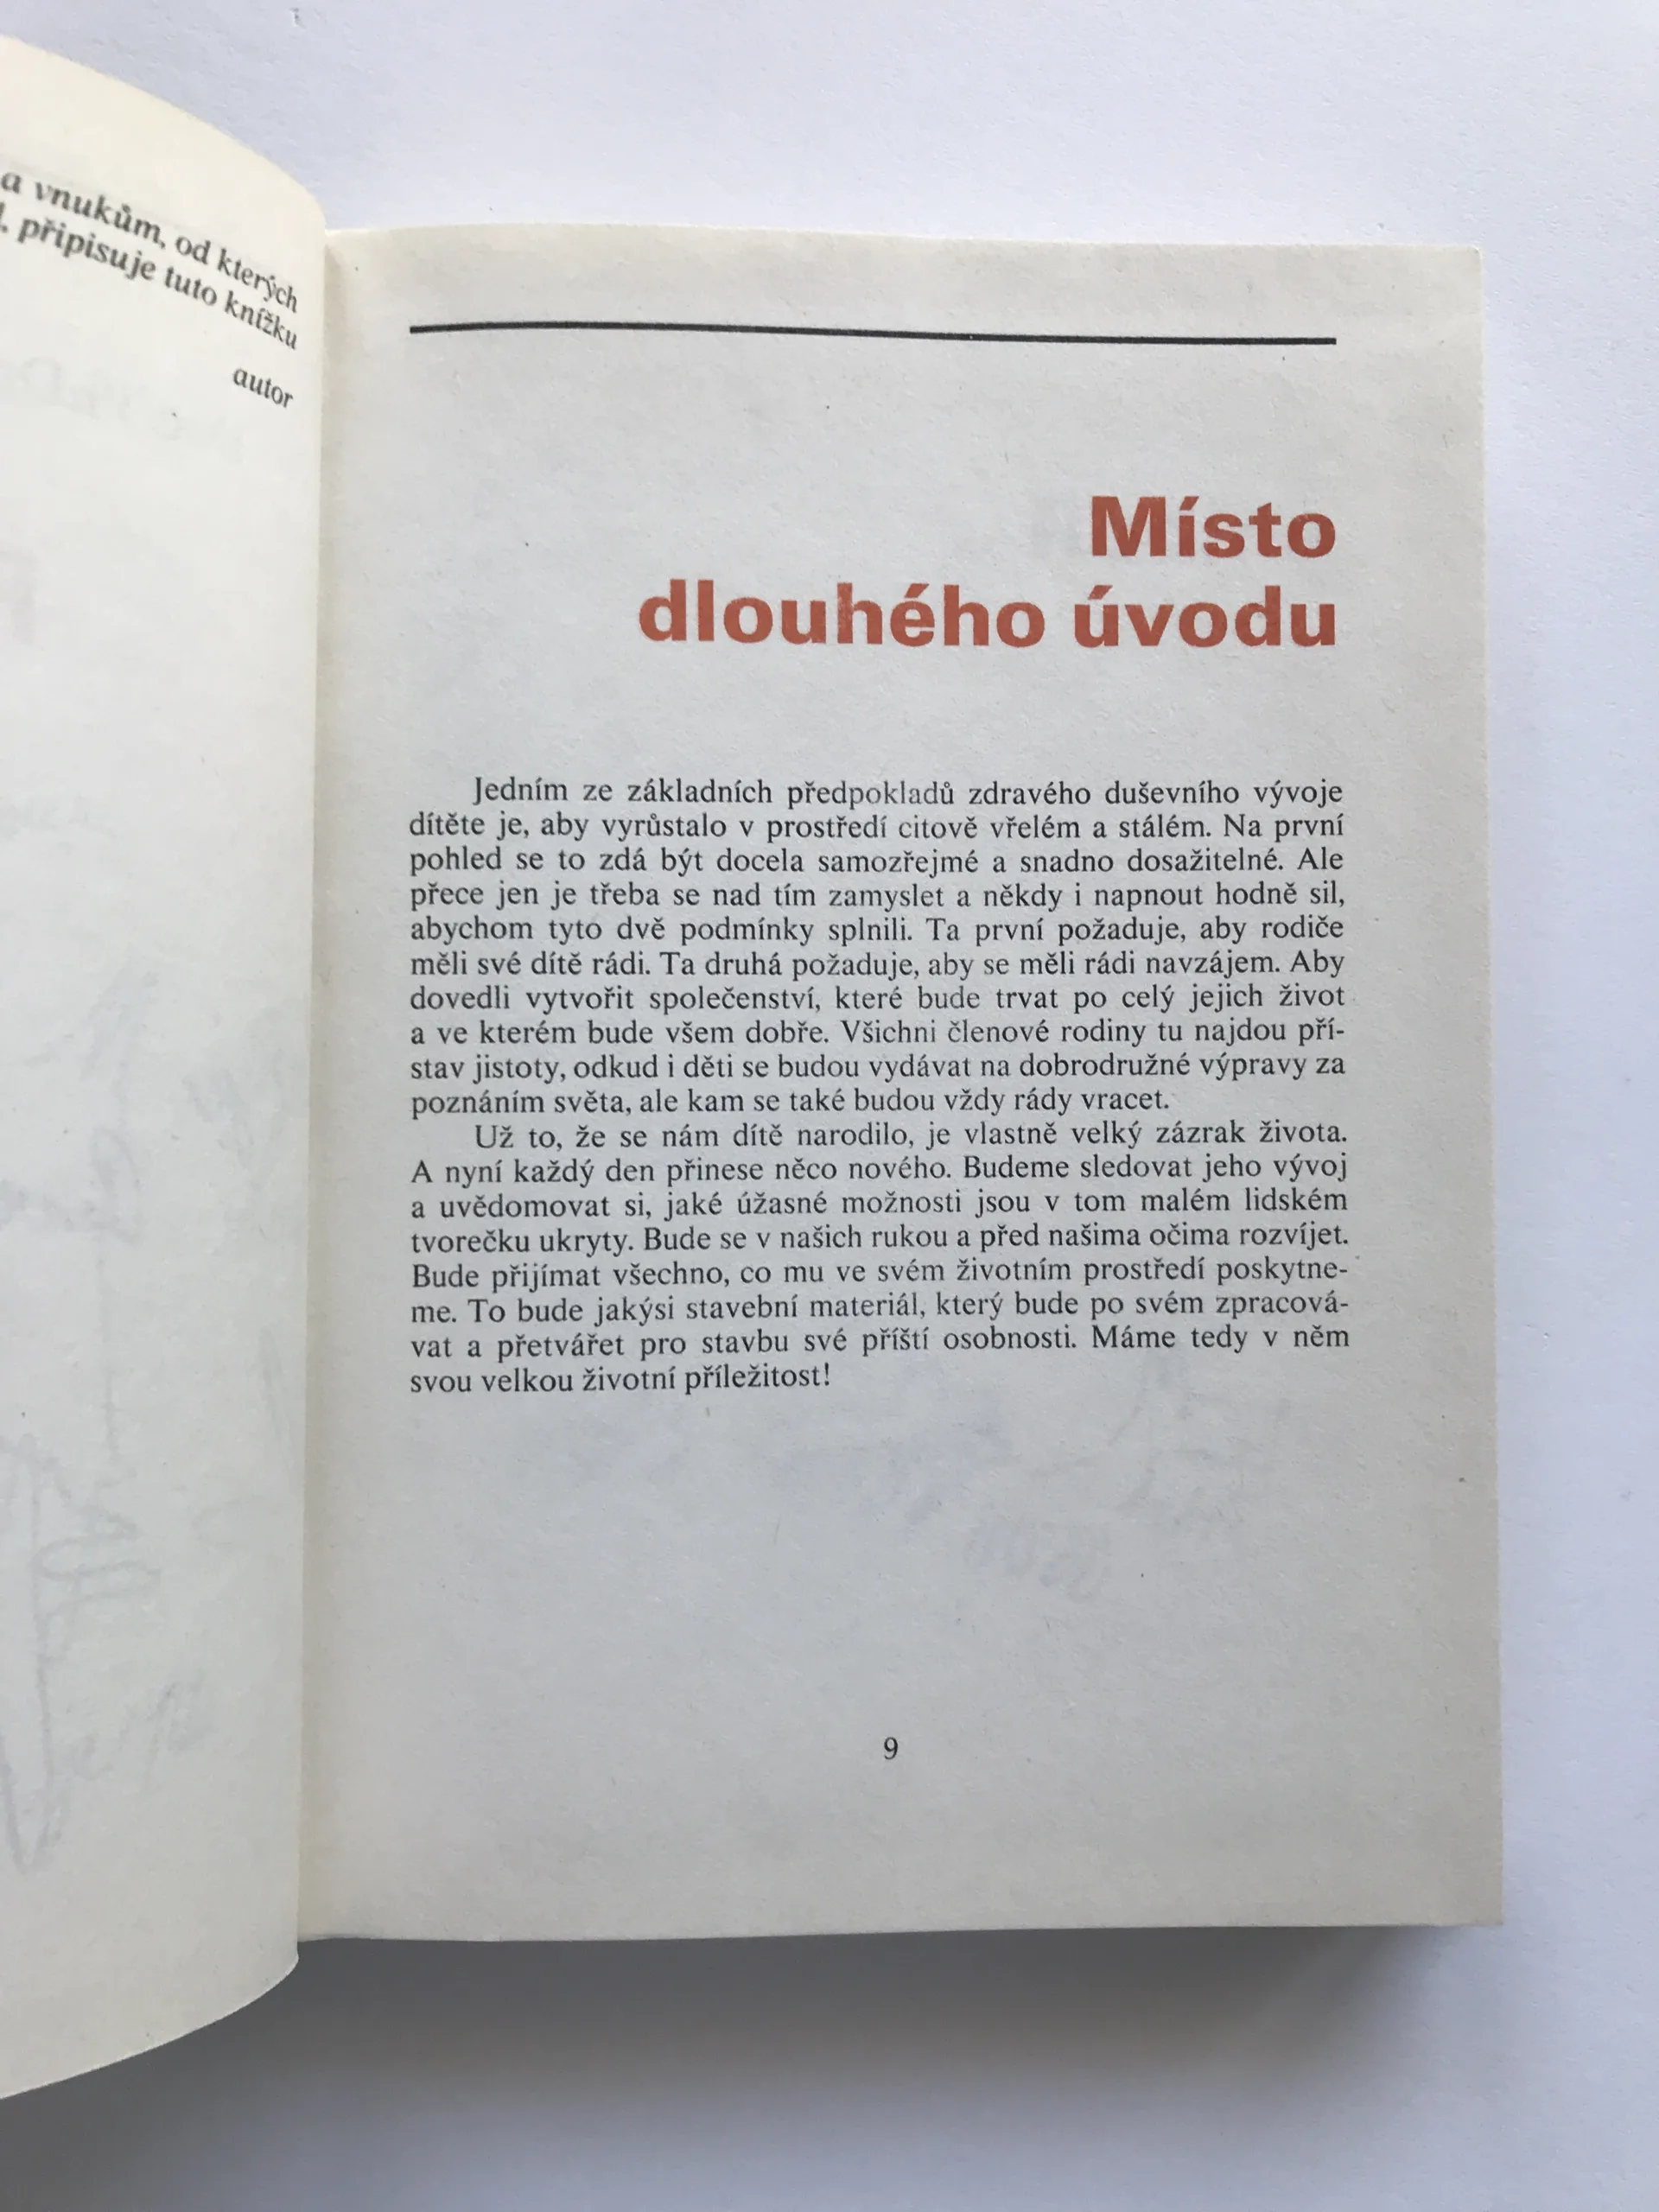 a vnukům, od kterých
připisuje tuto knížku
autor
Místo
dlouhého úvodu
Jedním ze základních předpokladů zdravého duševního vývoje
dítěte je, aby vyrůstalo v prostředí citově vřelém a stálém. Na první
pohled se to zdá být docela samozřejmé a snadno dosažitelné. Ale
přece jen je třeba se nad tím zamyslet a někdy i napnout hodně sil,
abychom tyto dvě podmínky splnili. Ta první požaduje, aby rodiče
měli své dítě rádi. Ta druhá požaduje, aby se měli rádi navzájem. Aby
dovedli vytvořit společenství, které bude trvat po celý jejich život
a ve kterém bude všem dobře. Všichni členové rodiny tu najdou pří-
stav jistoty, odkud i děti se budou vydávat na dobrodružné výpravy za
poznáním světa, ale kam se také budou vždy rády vracet.
Už to, že se nám dítě narodilo, je vlastně velký zázrak života.
A nyní každý den přinese něco nového. Budeme sledovat jeho vývoj
a uvědomovat si, jaké úžasné možnosti jsou v tom malém lidském
tvorečku ukryty. Bude se v našich rukou a před našima očima rozvíjet.
Bude přijímat všechno, co mu ve svém životním prostředí poskytne-
me. To bude jakýsi stavební materiál, který bude po svém zpracová-
vat a přetvářet pro stavbu své příští osobnosti. Máme tedy v něm
svou velkou životní příležitost!
9